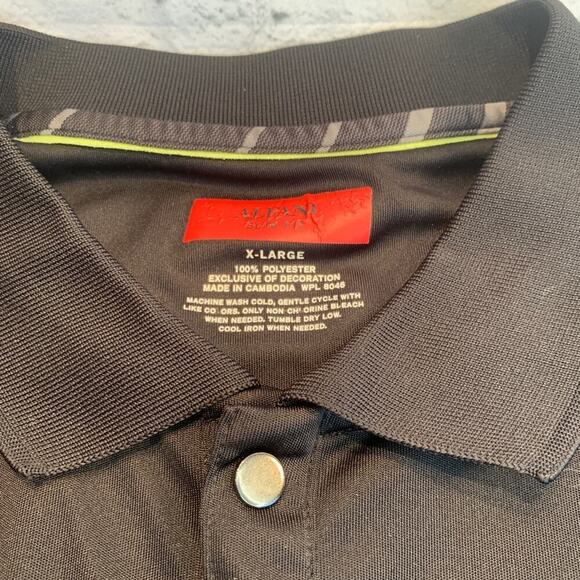 ALFANI
X-LARGE
100% POLYESTER
EXCLUSIVE OF DECORATION
MADE IN CAMBODIA WPL 8046
MACHINE WASH COLD, GENTLE CYCLE WITH
LIKE COLORS. ONLY NON-CHLORINE BLEACH
WHEN NEEDED. TUMBLE DRY LOW.
COOL IRON WHEN NEEDED.